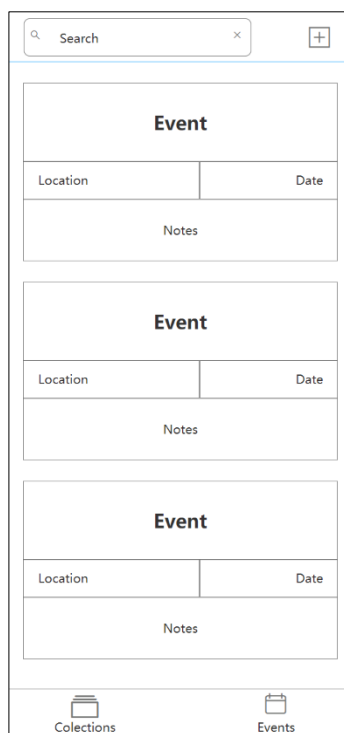 Search
Event
Location Date
Notes
Event
Location Date
Notes
Event
Location Date
Notes
Colections Events